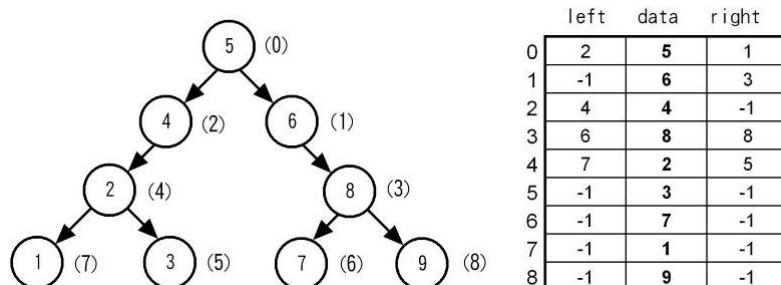 left data right
5 (0)
4 (2) 6 (1)
2 (4) 8 (3)
1 (7) 3 (5) 7 (6) 9 (8)
0 2 5 1
1 -1 6 3
2 4 4 -1
3 6 8 8
4 7 2 5
5 -1 3 -1
6 -1 7 -1
7 -1 1 -1
8 -1 9 -1